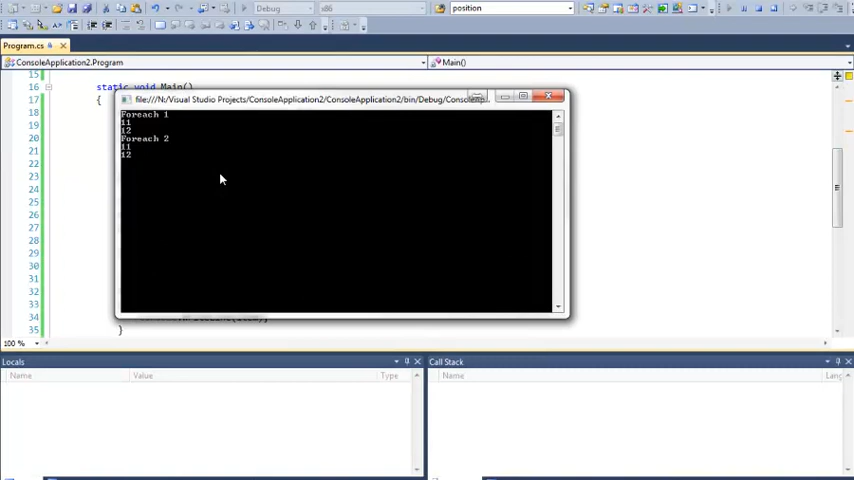 Debug
x86
position
Program.cs
ConsoleApplication2.Program
Main()
15
16 static void Main()
17 {
file:///N:/Visual Studio Projects/ConsoleApplication2/ConsoleApplication2/bin/Debug/Console
18
19
20
21
22
23
24
25
26
27
28
29
30
31
32
33
34
35 }
Foreach 1
11
12
Foreach 2
11
12
100 %
Locals
Name Value Type
Call Stack
Name Lang